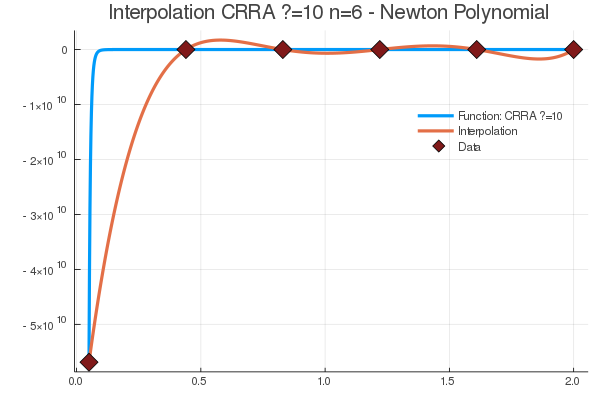 Interpolation CRRA ?=10 n=6 - Newton Polynomial
0
- 1×10 10
- 2×10 10
- 3×10 10
- 4×10 10
- 5×10 10
Function: CRRA ?=10
Interpolation
Data
0.0 0.5 1.0 1.5 2.0